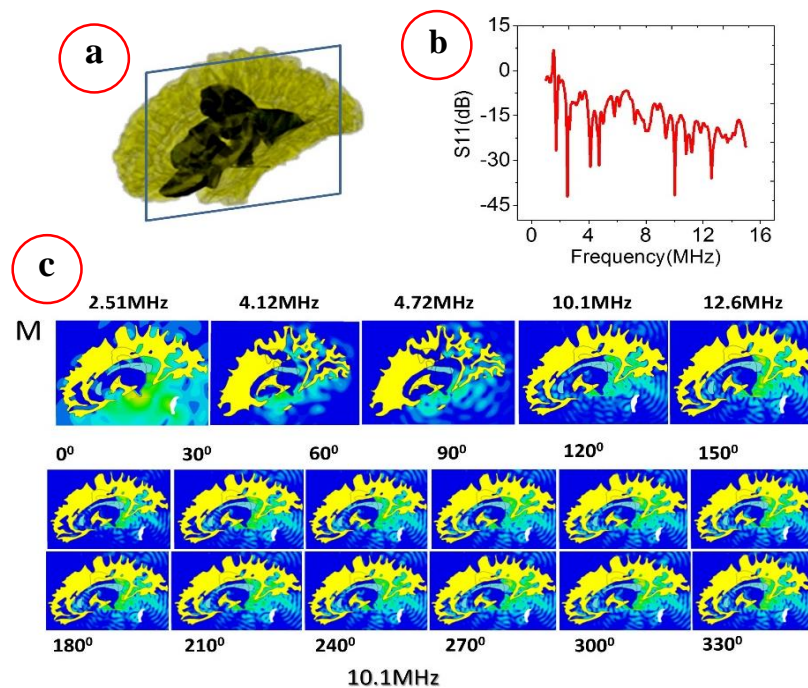 a
b
15
0
-15
-30
-45
S11(dB)
0 4 8 12 16
Frequency(MHz)
c
2.51MHz 4.12MHz 4.72MHz 10.1MHz 12.6MHz
M
0⁰ 30⁰ 60⁰ 90⁰ 120⁰ 150⁰
180⁰ 210⁰ 240⁰ 270⁰ 300⁰ 330⁰
10.1MHz